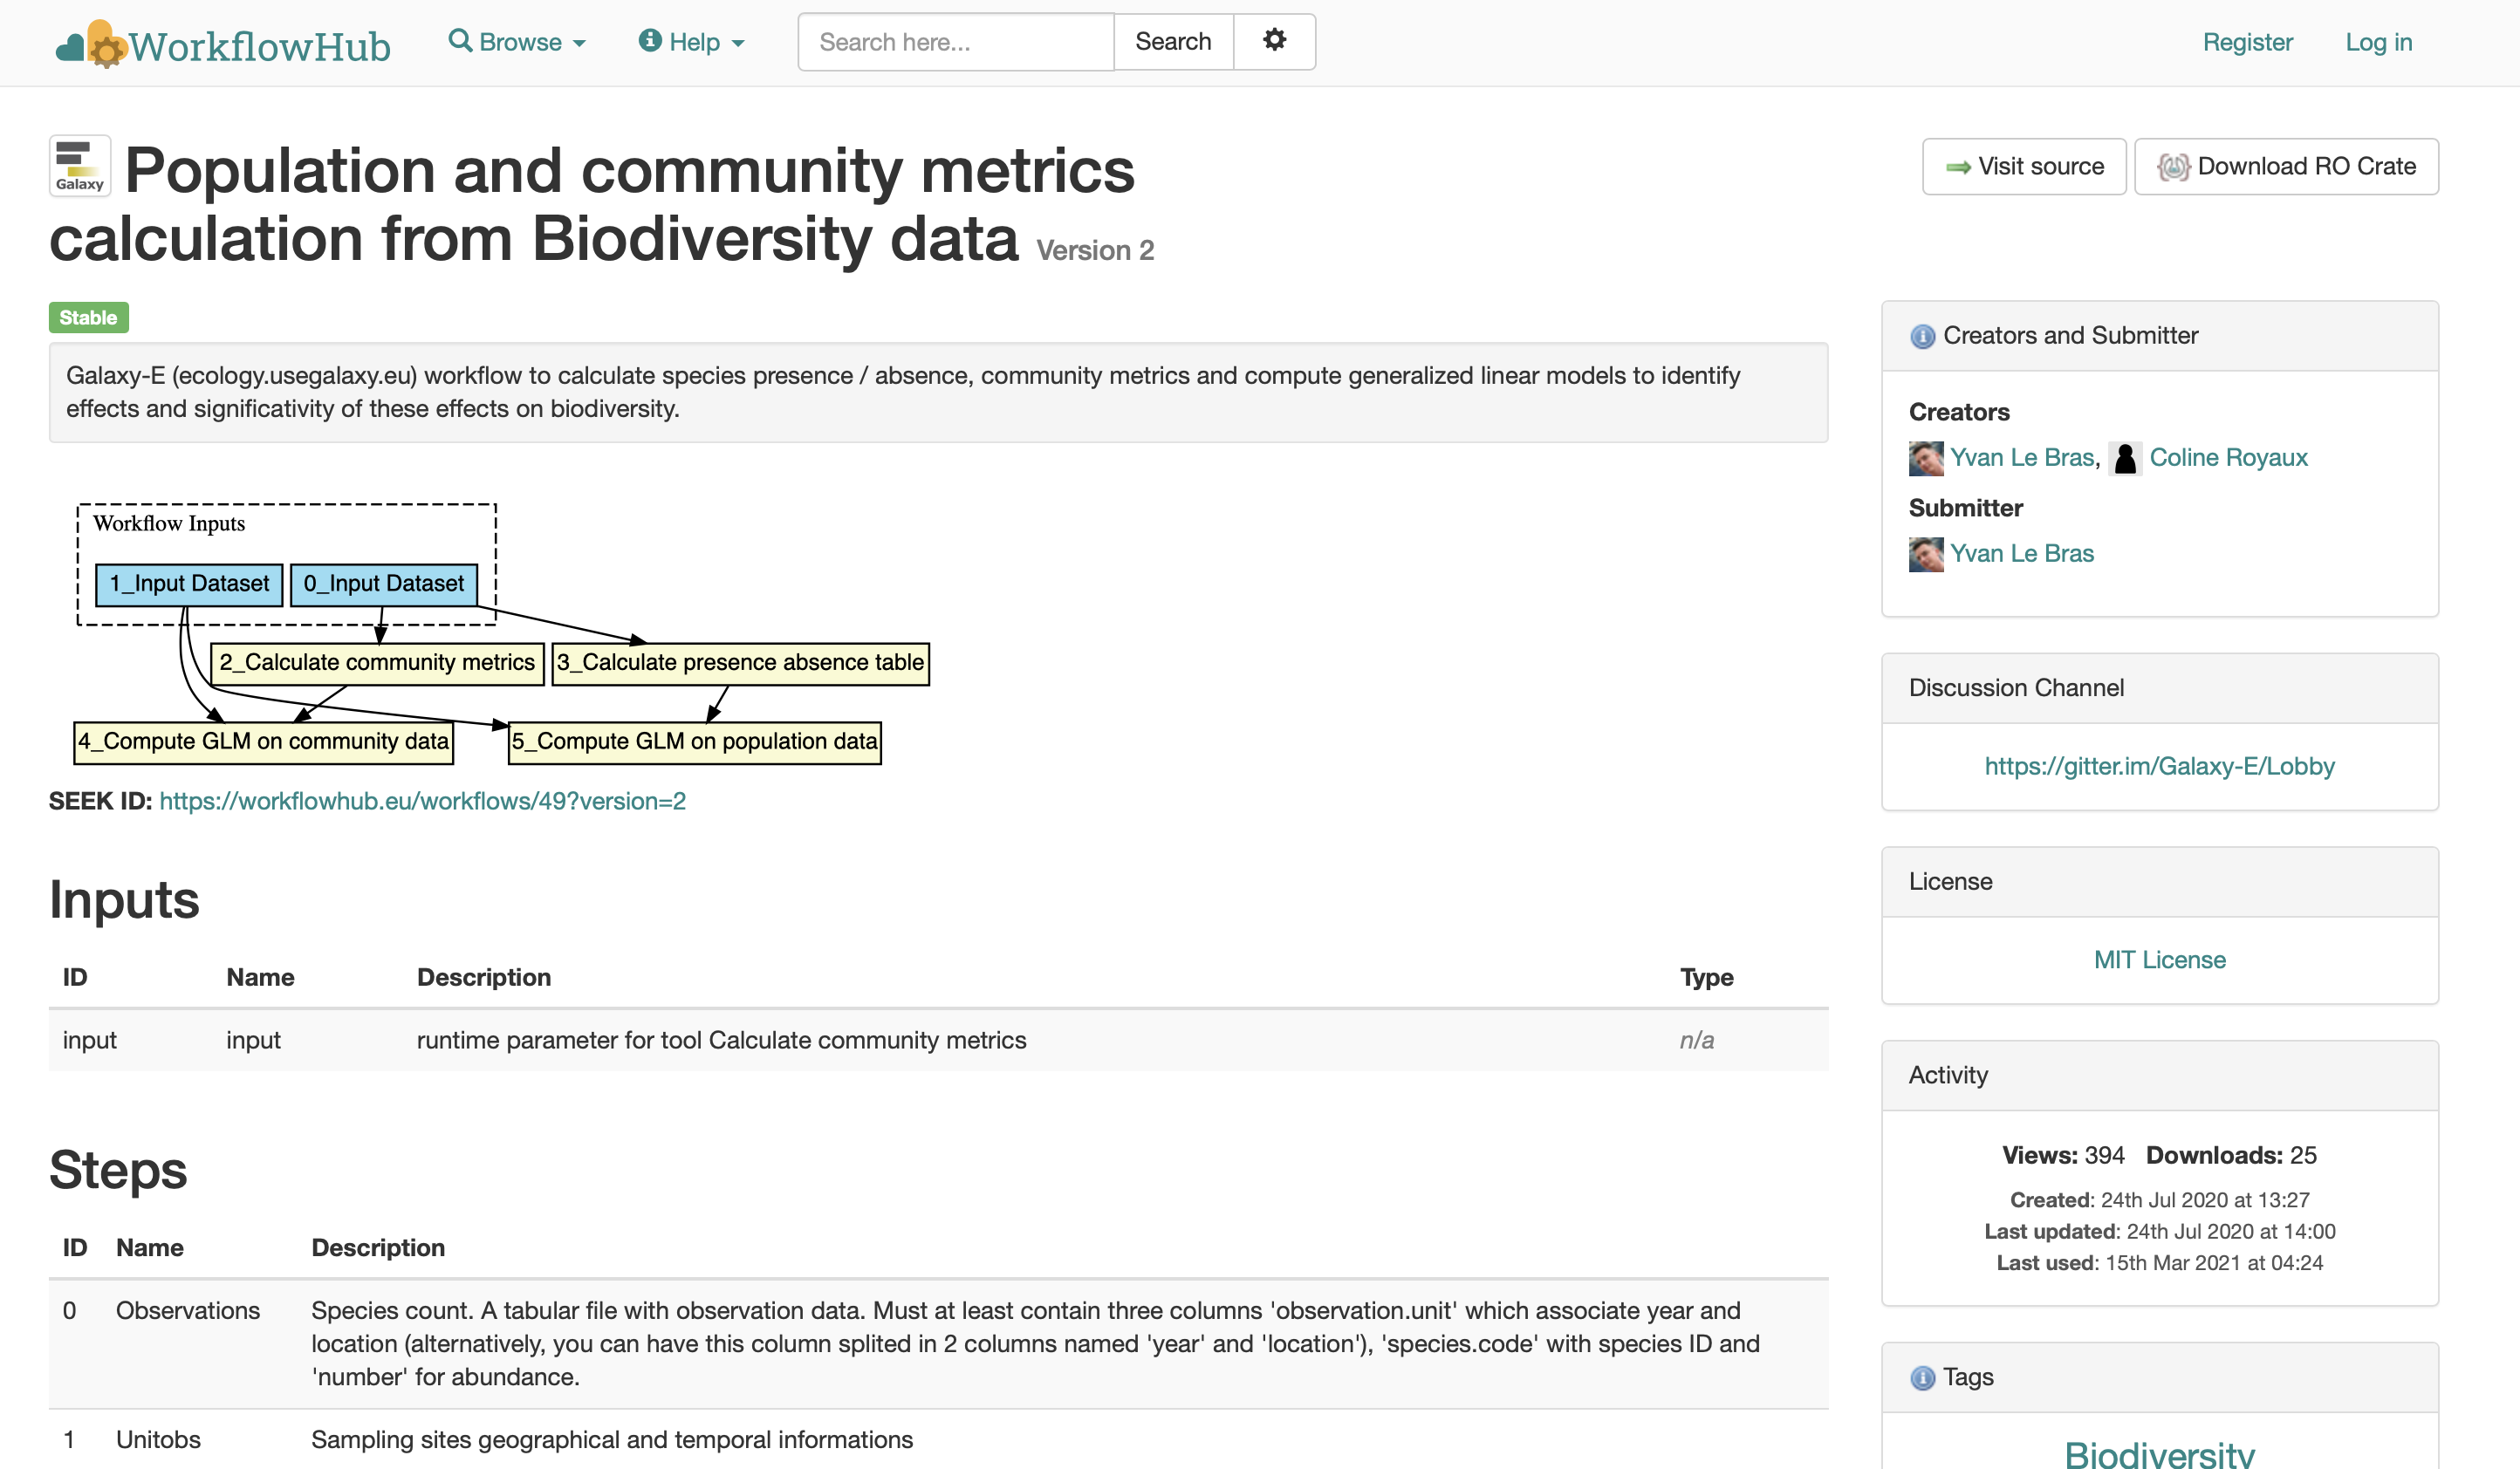 WorkflowHub
Browse
Help
Search here...
Search
Register
Log in
Galaxy
Population and community metrics
calculation from Biodiversity data Version 2
Visit source
Download RO Crate
Stable
Galaxy-E (ecology.usegalaxy.eu) workflow to calculate species presence / absence, community metrics and compute generalized linear models to identify
effects and significativity of these effects on biodiversity.
Workflow Inputs
1_Input Dataset
0_Input Dataset
2_Calculate community metrics
3_Calculate presence absence table
4_Compute GLM on community data
5_Compute GLM on population data
SEEK ID: https://workflowhub.eu/workflows/49?version=2
Inputs
ID Name Description Type
input input runtime parameter for tool Calculate community metrics n/a
Steps
ID Name Description
0 Observations Species count. A tabular file with observation data. Must at least contain three columns 'observation.unit' which associate year and
location (alternatively, you can have this column splited in 2 columns named 'year' and 'location'), 'species.code' with species ID and
'number' for abundance.
1 Unitobs Sampling sites geographical and temporal informations
Creators and Submitter
Creators
Yvan Le Bras, Coline Royaux
Submitter
Yvan Le Bras
Discussion Channel
https://gitter.im/Galaxy-E/Lobby
License
MIT License
Activity
Views: 394 Downloads: 25
Created: 24th Jul 2020 at 13:27
Last updated: 24th Jul 2020 at 14:00
Last used: 15th Mar 2021 at 04:24
Tags
Biodiversity